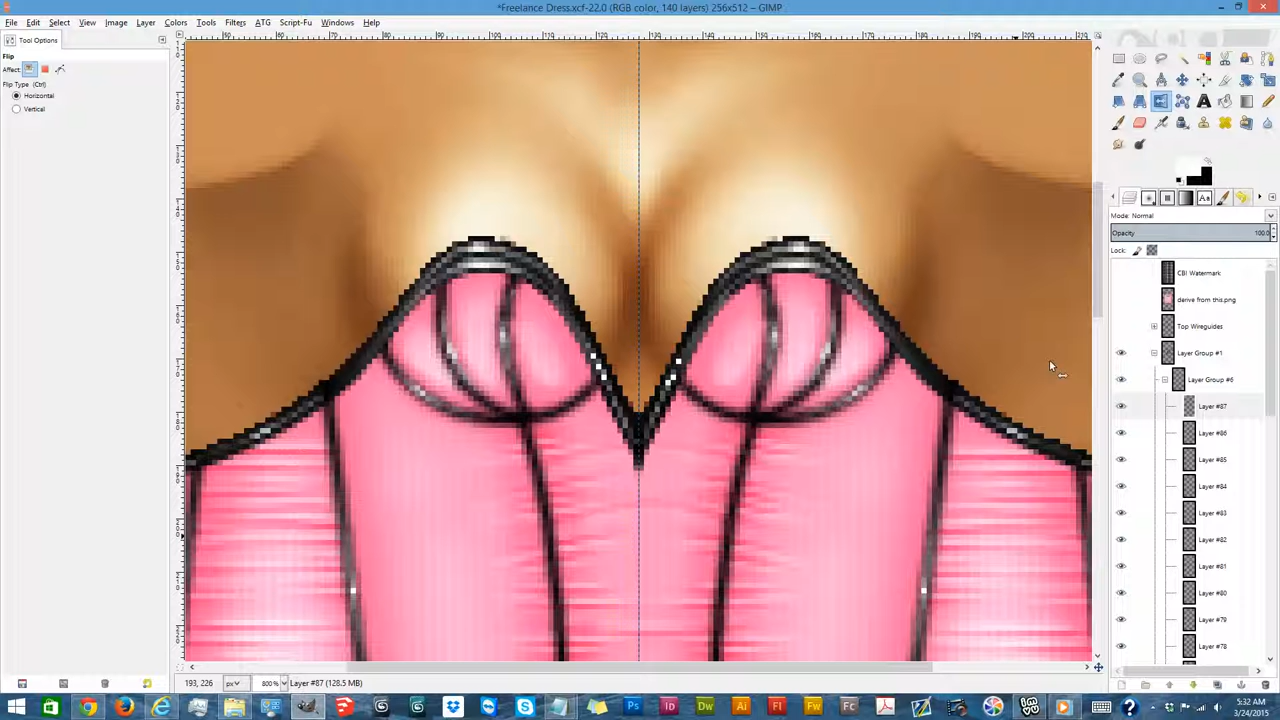 *Freelance Dress.xcf-22.0 (RGB color, 140 layers) 256x512 – GIMP
File Edit Select View Image Layer Colors Tools Filters ATG Script-Fu Windows Help
Tool Options
Flip
Affect:
Flip Type (Ctrl)
Horizontal
Vertical
Mode: Normal
Opacity 100.0
Lock:
CBI Watermark
derive from this.png
Top Wireguides
Layer Group #1
Layer Group #6
Layer #87
Layer #86
Layer #85
Layer #84
Layer #83
Layer #82
Layer #81
Layer #80
Layer #79
Layer #78
193, 226 px 800% Layer #87 (128.5 MB)
5:32 AM
3/24/2015